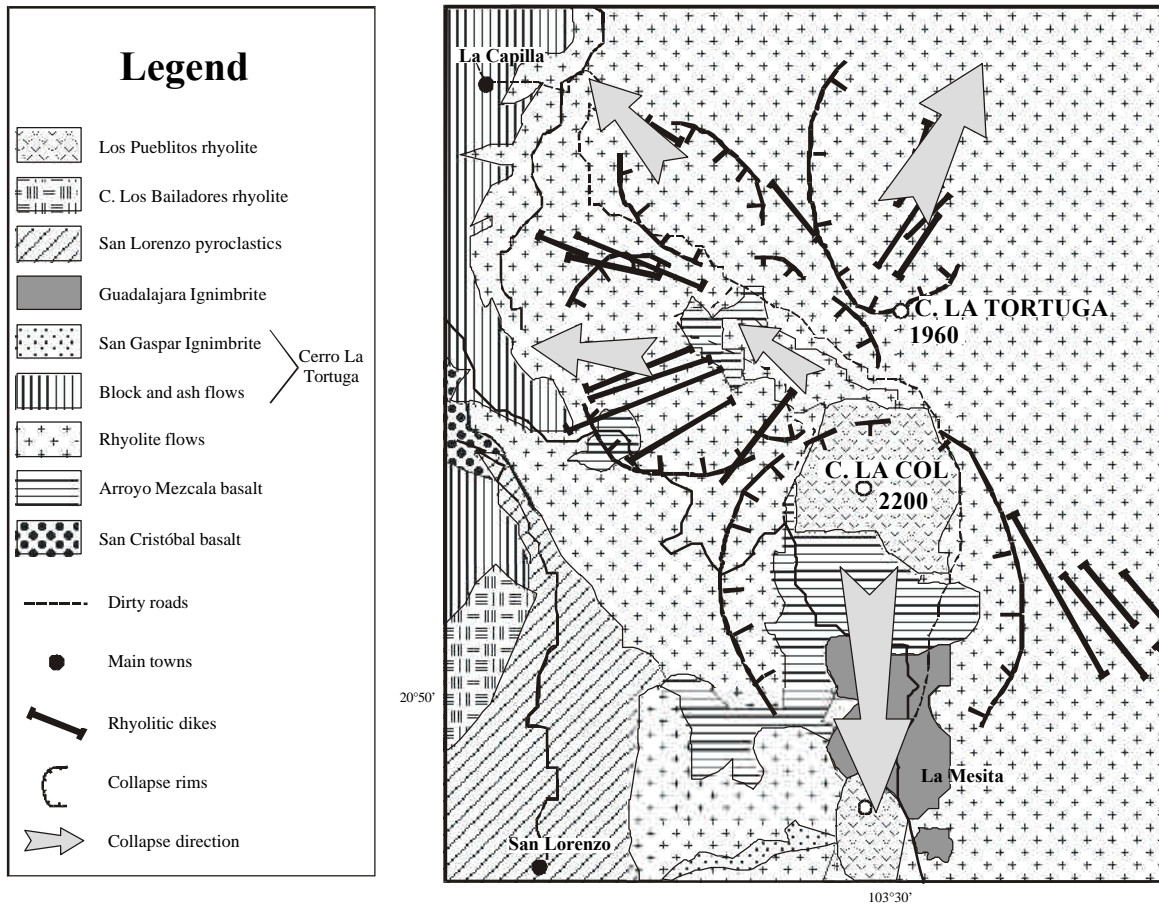 Legend
Los Pueblitos rhyolite
C. Los Bailadores rhyolite
San Lorenzo pyroclastics
Guadalajara Ignimbrite
San Gaspar Ignimbrite
Cerro La
Tortuga
Block and ash flows
Rhyolite flows
Arroyo Mezcala basalt
San Cristóbal basalt
Dirty roads
Main towns
Rhyolitic dikes
Collapse rims
Collapse direction
La Capilla
C. LA TORTUGA
1960
C. LA COL
2200
20°50'
La Mesita
San Lorenzo
103°30'